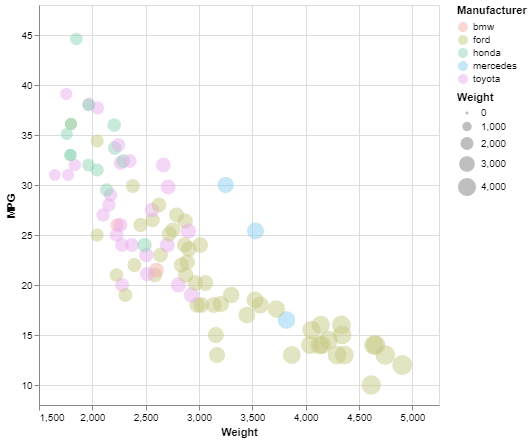 45
40
35
30
25
20
15
10
MPG
1,500
2,000
2,500
3,000
3,500
4,000
4,500
5,000
Weight
Manufacturer
bmw
ford
honda
mercedes
toyota
Weight
0
1,000
2,000
3,000
4,000